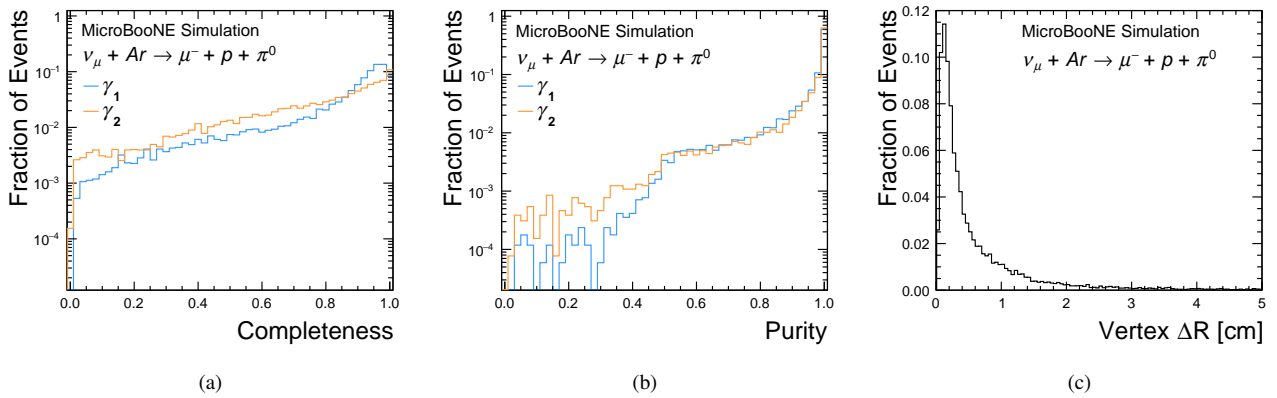 Fraction of Events
1
10⁻¹
10⁻²
10⁻³
10⁻⁴
MicroBooNE Simulation
ν_μ + Ar → μ⁻ + p + π⁰
γ₁
γ₂
0.0 0.2 0.4 0.6 0.8 1.0
Completeness
(a)
Fraction of Events
1
10⁻¹
10⁻²
10⁻³
10⁻⁴
MicroBooNE Simulation
ν_μ + Ar → μ⁻ + p + π⁰
γ₁
γ₂
0.0 0.2 0.4 0.6 0.8 1.0
Purity
(b)
Fraction of Events
0.12
0.10
0.08
0.06
0.04
0.02
0.00
MicroBooNE Simulation
ν_μ + Ar → μ⁻ + p + π⁰
0 1 2 3 4 5
Vertex ΔR [cm]
(c)